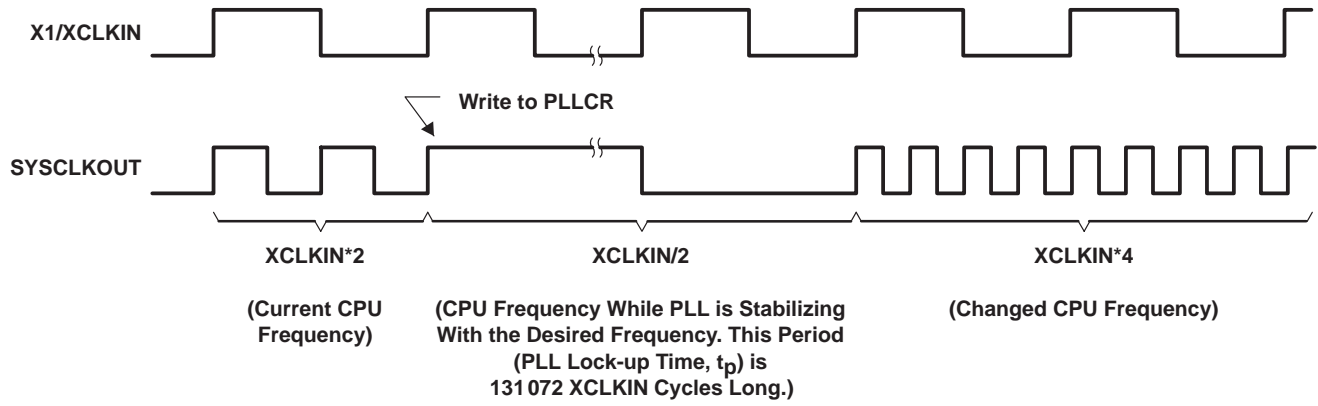 X1/XCLKIN
Write to PLLCR
SYSCLKOUT
XCLKIN*2
(Current CPU
Frequency)
XCLKIN/2
(CPU Frequency While PLL is Stabilizing
With the Desired Frequency. This Period
(PLL Lock-up Time, tp) is
131 072 XCLKIN Cycles Long.)
XCLKIN*4
(Changed CPU Frequency)